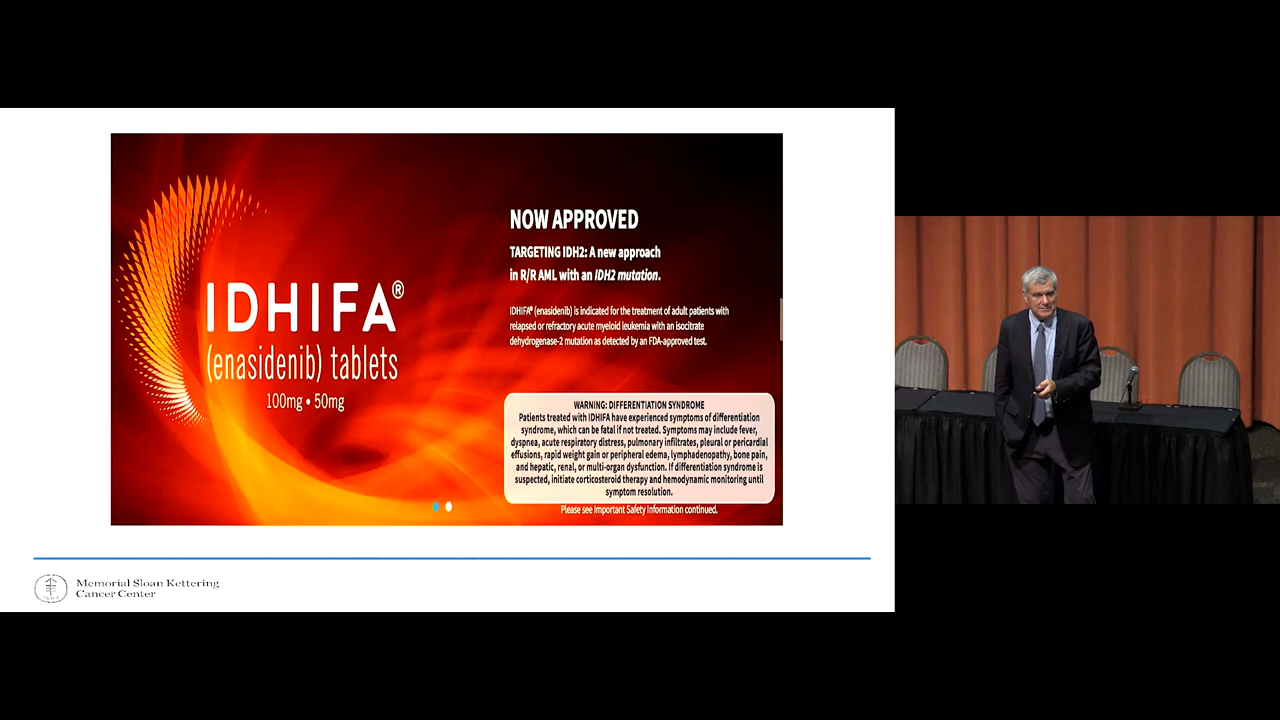 IDHIFA®
(enasidenib) tablets
100mg • 50mg
NOW APPROVED
TARGETING IDH2: A new approach
in R/R AML with an IDH2 mutation.
IDHIFA® (enasidenib) is indicated for the treatment of adult patients with
relapsed or refractory acute myeloid leukemia with an isocitrate
dehydrogenase-2 mutation as detected by an FDA-approved test.
WARNING: DIFFERENTIATION SYNDROME
Patients treated with IDHIFA have experienced symptoms of differentiation
syndrome, which can be fatal if not treated. Symptoms may include fever,
dyspnea, acute respiratory distress, pulmonary infiltrates, pleural or pericardial
effusions, rapid weight gain or peripheral edema, lymphadenopathy, bone pain,
and hepatic, renal, or multi-organ dysfunction. If differentiation syndrome is
suspected, initiate corticosteroid therapy and hemodynamic monitoring until
symptom resolution.
Please see Important Safety Information continued.
Memorial Sloan Kettering
Cancer Center